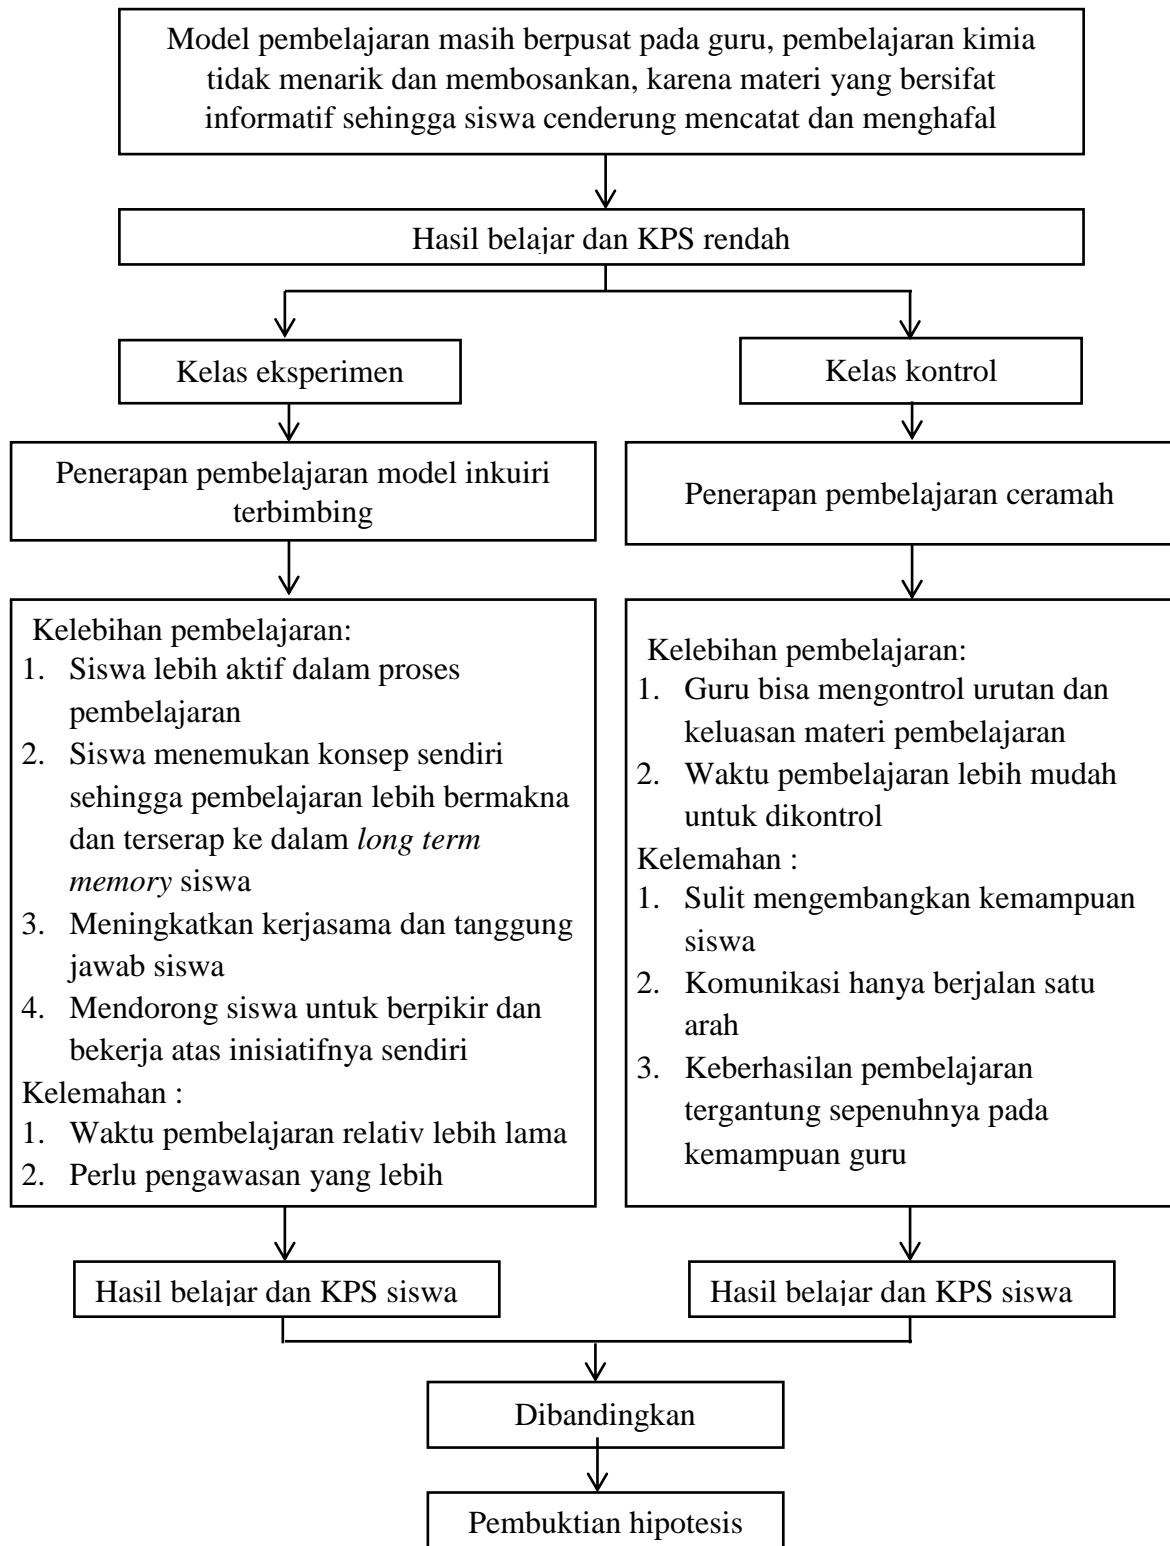 Model pembelajaran masih berpusat pada guru, pembelajaran kimia
tidak menarik dan membosankan, karena materi yang bersifat
informatif sehingga siswa cenderung mencatat dan menghafal
Hasil belajar dan KPS rendah
Kelas eksperimen
Kelas kontrol
Penerapan pembelajaran model inkuiri
terbimbing
Penerapan pembelajaran ceramah
Kelebihan pembelajaran:
1. Siswa lebih aktif dalam proses
pembelajaran
2. Siswa menemukan konsep sendiri
sehingga pembelajaran lebih bermakna
dan terserap ke dalam long term
memory siswa
3. Meningkatkan kerjasama dan tanggung
jawab siswa
4. Mendorong siswa untuk berpikir dan
bekerja atas inisiatifnya sendiri
Kelemahan :
1. Waktu pembelajaran relativ lebih lama
2. Perlu pengawasan yang lebih
Kelebihan pembelajaran:
1. Guru bisa mengontrol urutan dan
keluasan materi pembelajaran
2. Waktu pembelajaran lebih mudah
untuk dikontrol
Kelemahan :
1. Sulit mengembangkan kemampuan
siswa
2. Komunikasi hanya berjalan satu
arah
3. Keberhasilan pembelajaran
tergantung sepenuhnya pada
kemampuan guru
Hasil belajar dan KPS siswa
Hasil belajar dan KPS siswa
Dibandingkan
Pembuktian hipotesis